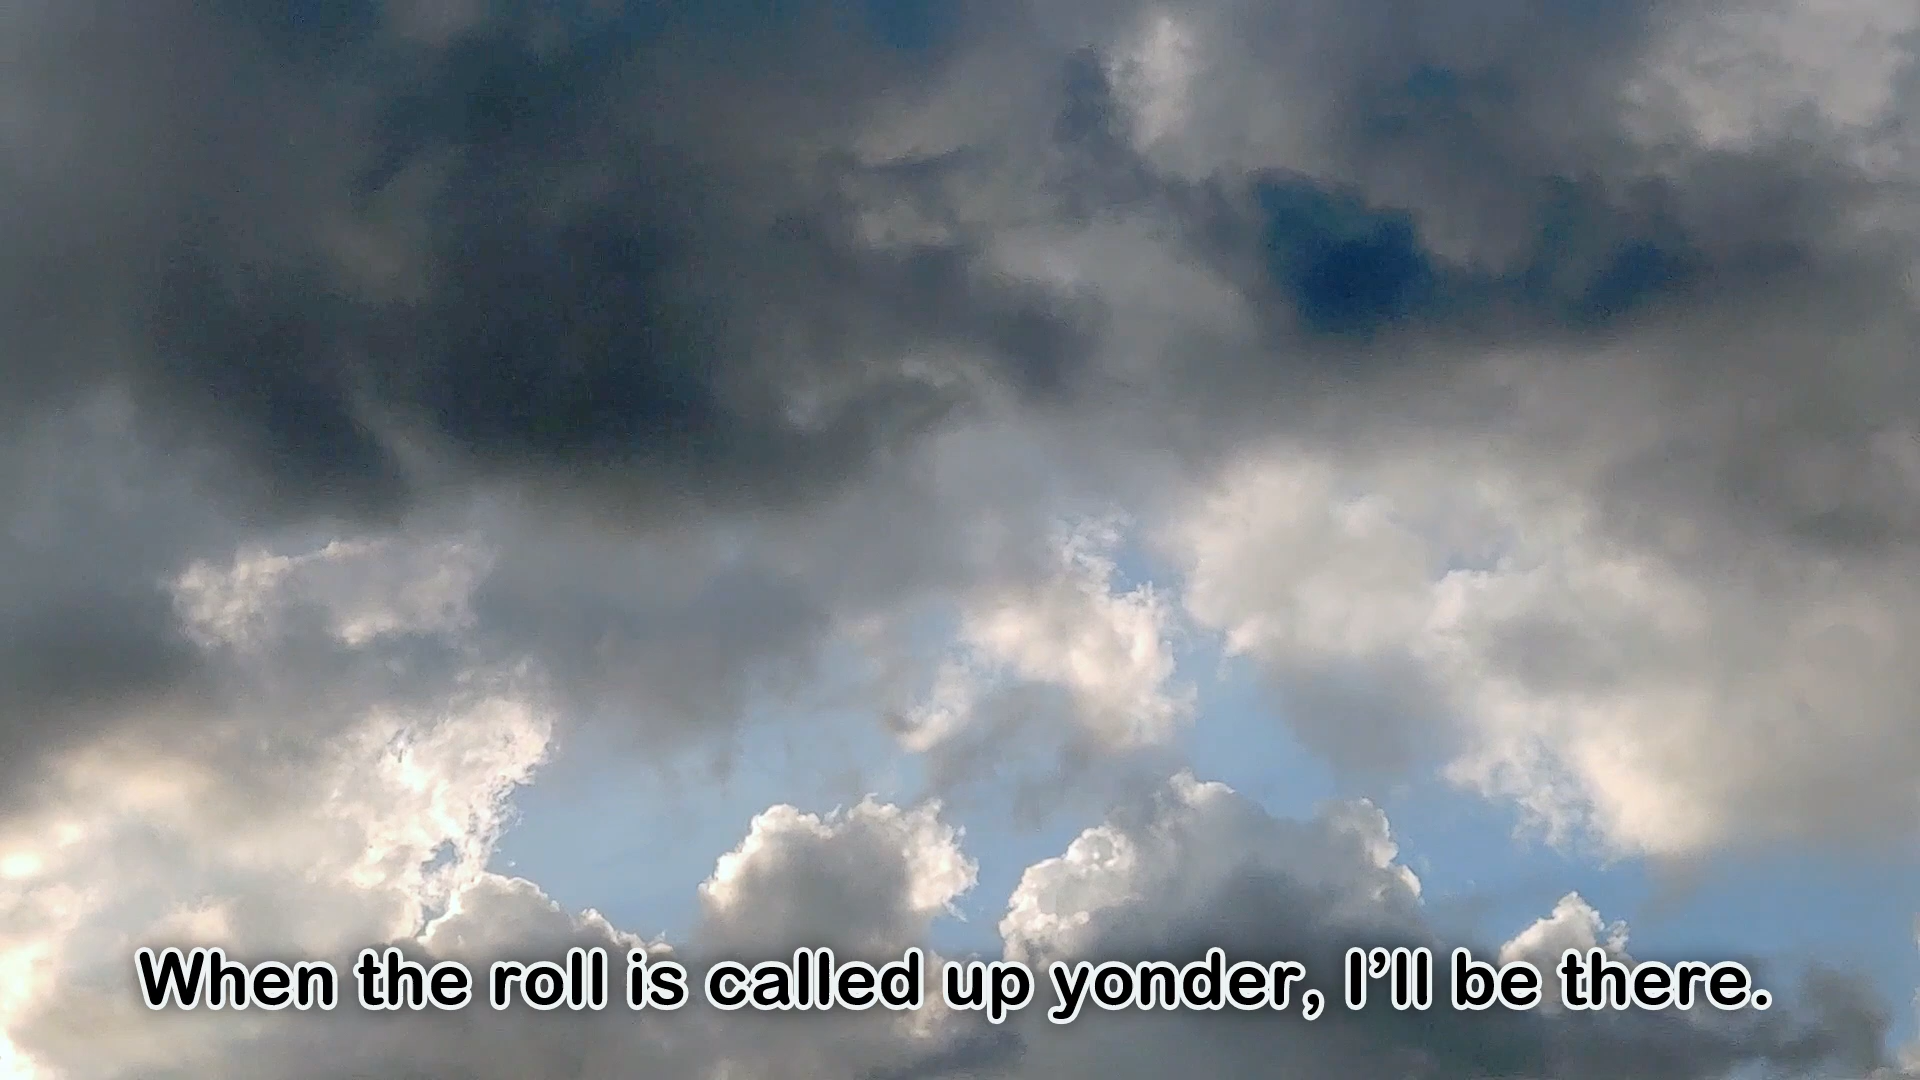 When the roll is called up yonder, I’ll be there.